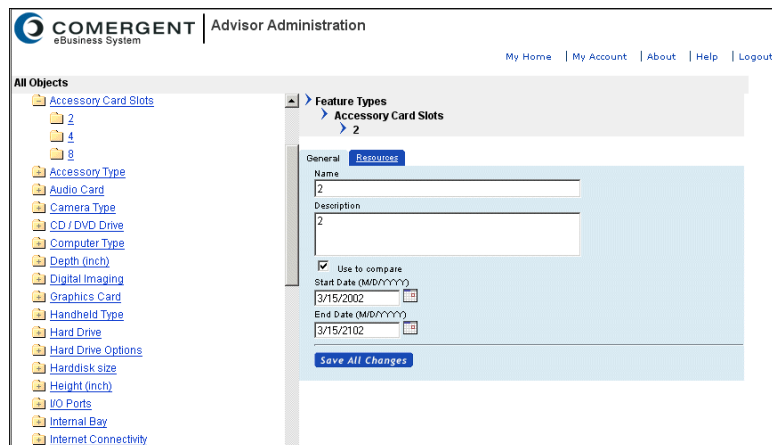 COMERGENT
eBusiness System
Advisor Administration
My Home | My Account | About | Help | Logout
All Objects
Accessory Card Slots
2
4
8
Accessory Type
Audio Card
Camera Type
CD / DVD Drive
Computer Type
Depth (inch)
Digital Imaging
Graphics Card
Handheld Type
Hard Drive
Hard Drive Options
Harddisk size
Height (inch)
I/O Ports
Internal Bay
Internet Connectivity
Feature Types
Accessory Card Slots
2
General Resources
Name
2
Description
2
Use to compare
Start Date (M/D/YYYY)
3/15/2002
End Date (M/D/YYYY)
3/15/2102
Save All Changes